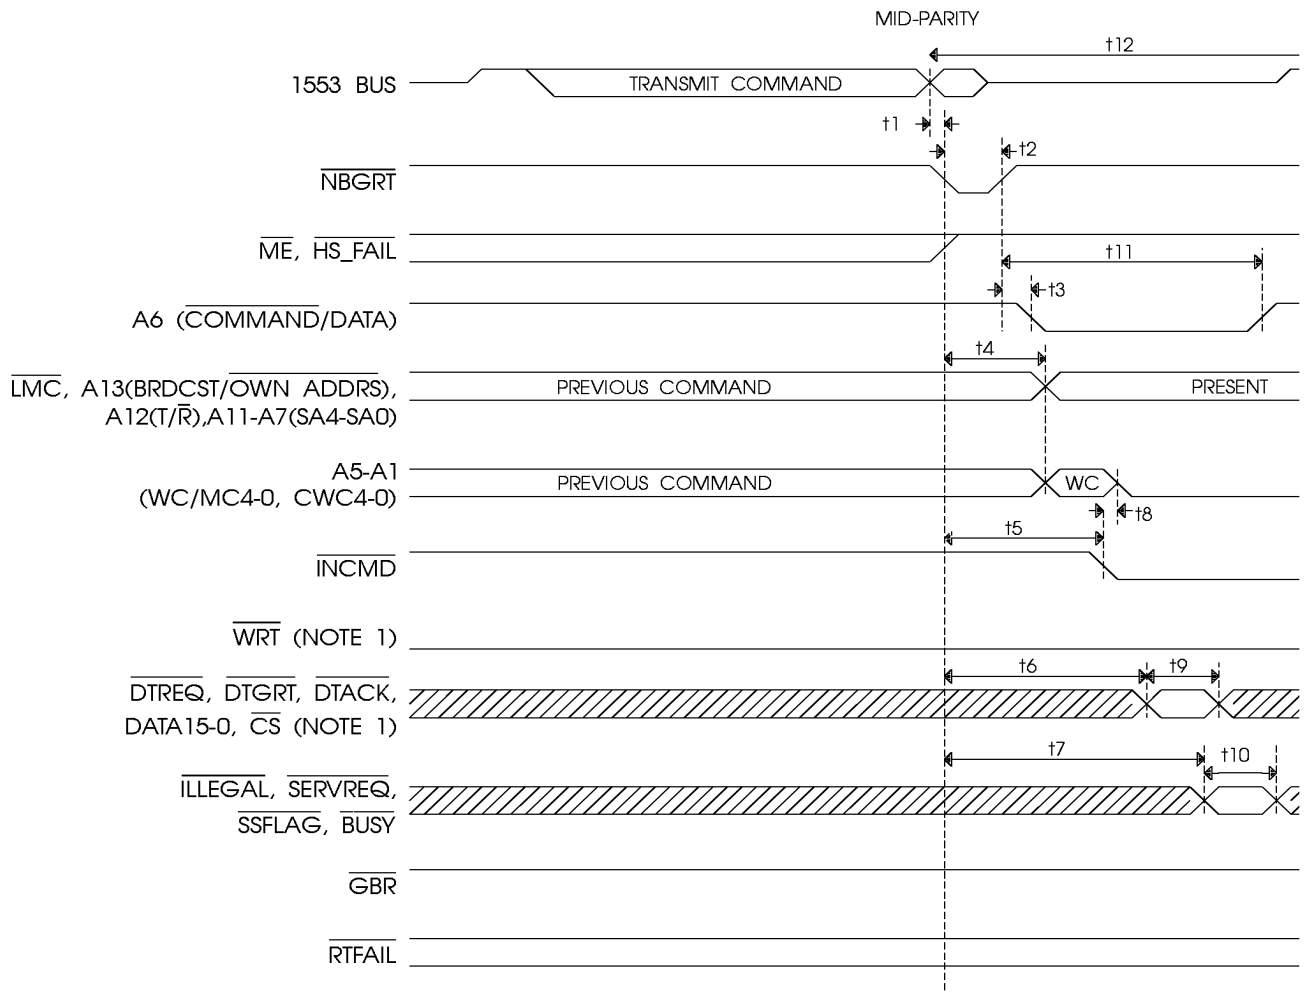 MID-PARITY
t12
1553 BUS
TRANSMIT COMMAND
t1
t2
NBGRT
ME, HS_FAIL
t11
t3
A6 (COMMAND/DATA)
t4
LMC, A13(BRDCST/OWN ADDRS),
PREVIOUS COMMAND
PRESENT
A12(T/R),A11-A7(SA4-SA0)
A5-A1
(WC/MC4-0, CWC4-0)
PREVIOUS COMMAND
WC
t8
t5
INCMD
WRT (NOTE 1)
t6
t9
DTREQ, DTGRT, DTACK,
DATA15-0, CS (NOTE 1)
t7
t10
ILLEGAL, SERVREQ,
SSFLAG, BUSY
GBR
RTFAIL